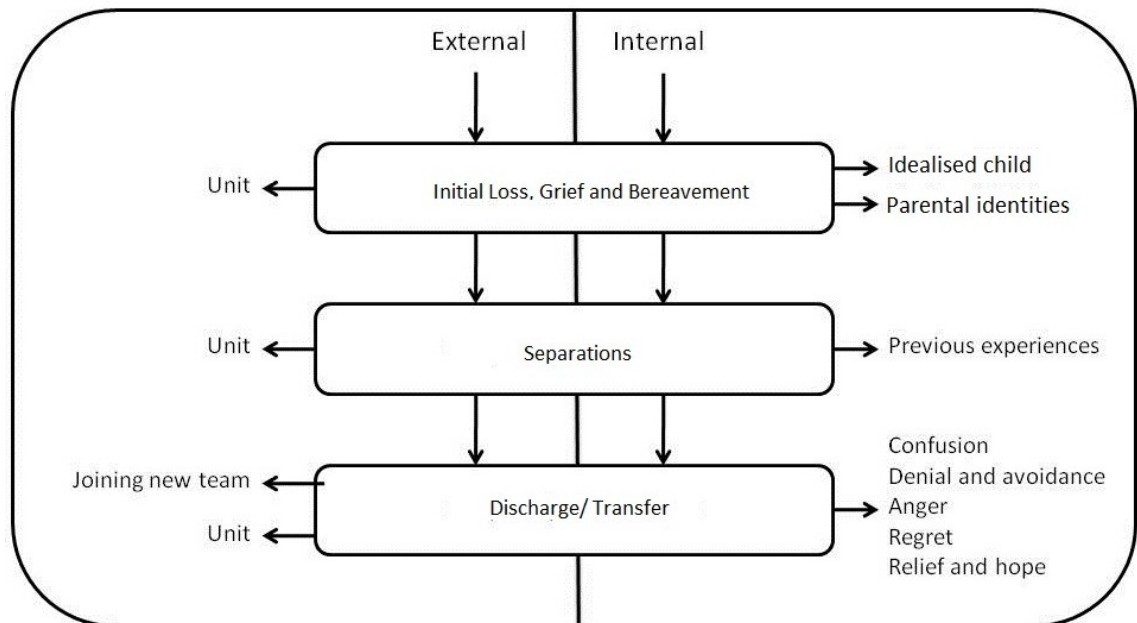 External
Internal
Unit
Initial Loss, Grief and Bereavement
Idealised child
Parental identities
Unit
Separations
Previous experiences
Joining new team
Unit
Discharge/ Transfer
Confusion
Denial and avoidance
Anger
Regret
Relief and hope